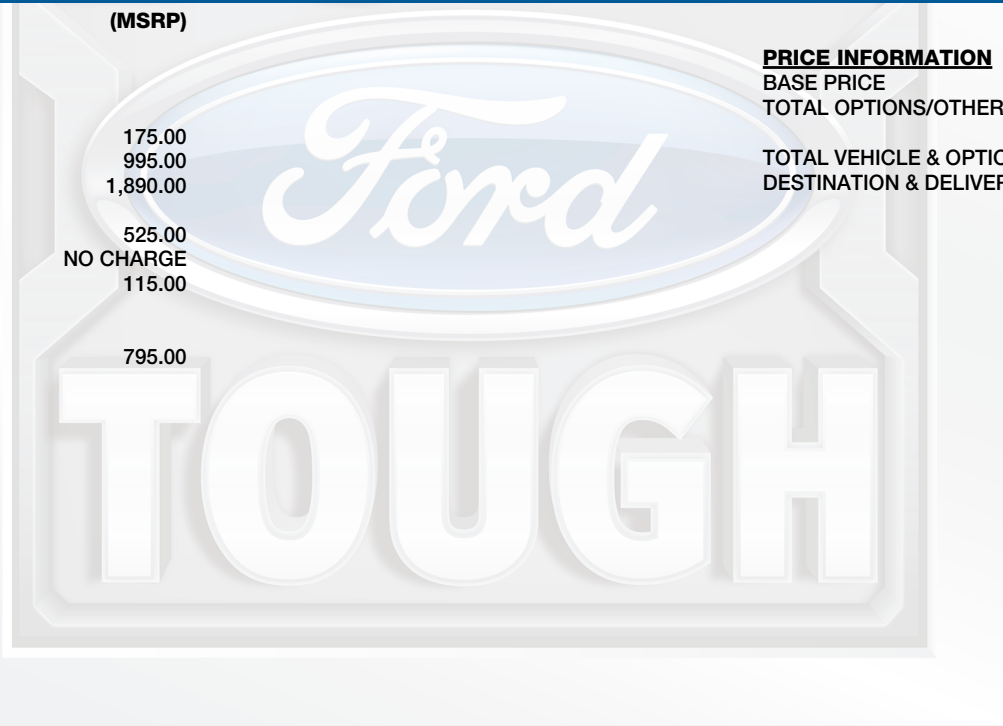 (MSRP)
175.00
995.00
1,890.00
525.00
NO CHARGE
115.00
795.00
PRICE INFORMATION
BASE PRICE
TOTAL OPTIONS/OTHER
TOTAL VEHICLE & OPTIO
DESTINATION & DELIVER
Ford
TOUGH